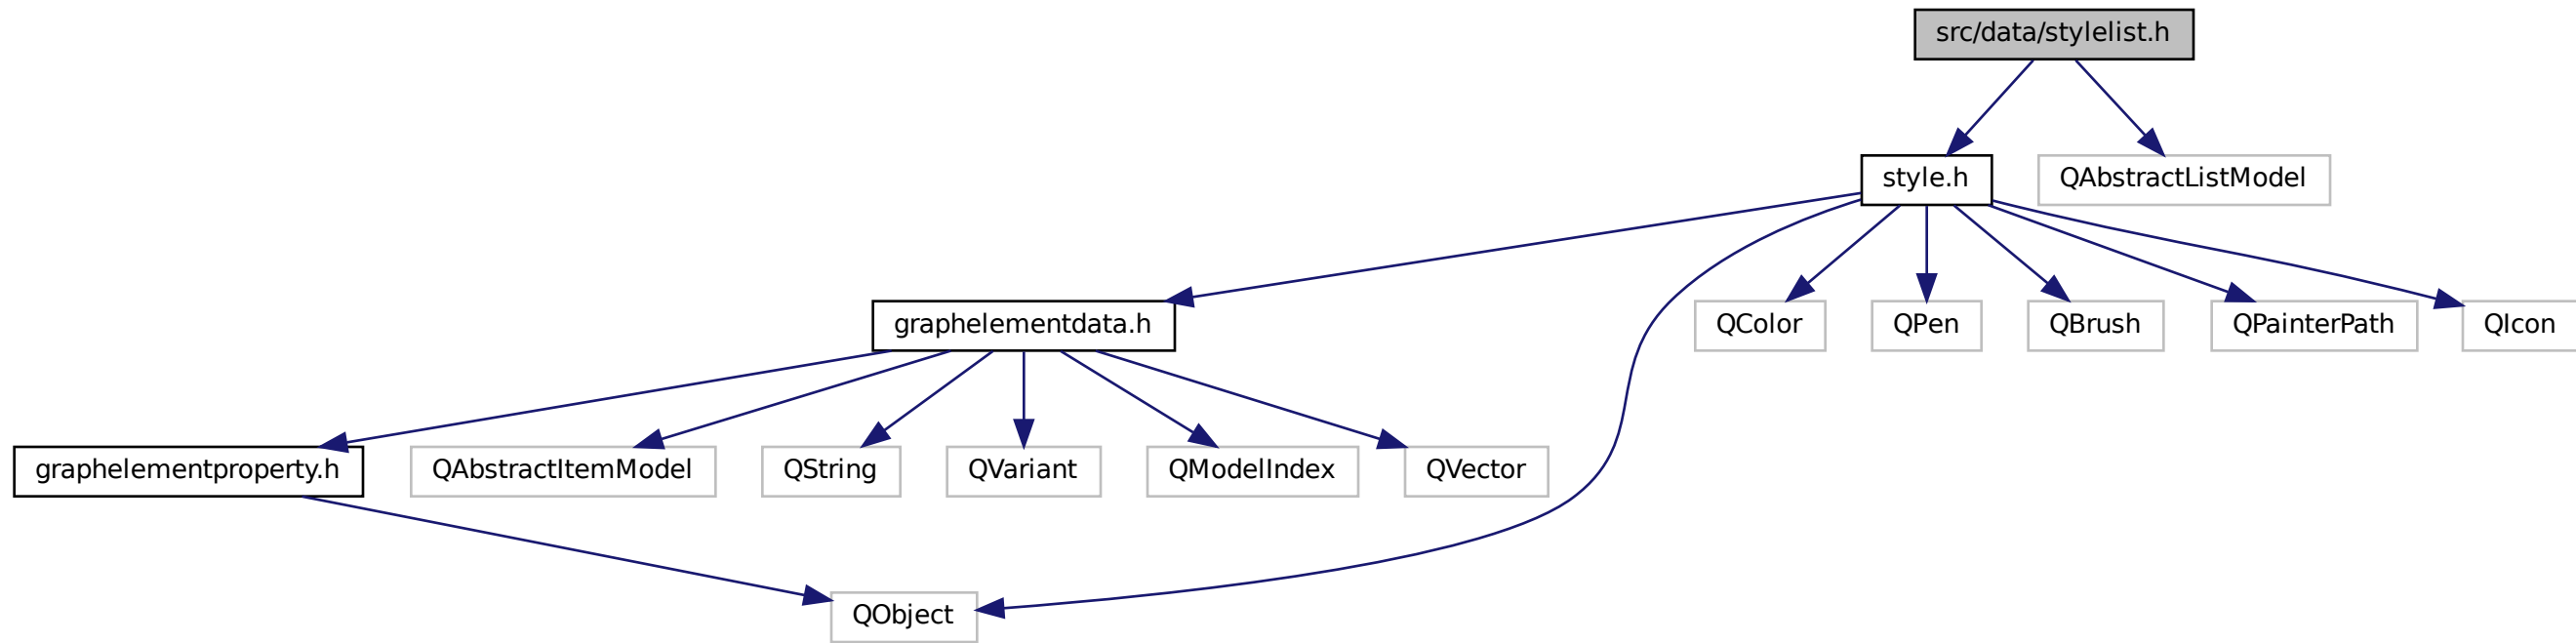 src/data/stylelist.h
style.h
QAbstractListModel
graphelementdata.h
QColor
QPen
QBrush
QPainterPath
QIcon
graphelementproperty.h
QAbstractItemModel
QString
QVariant
QModelIndex
QVector
QObject